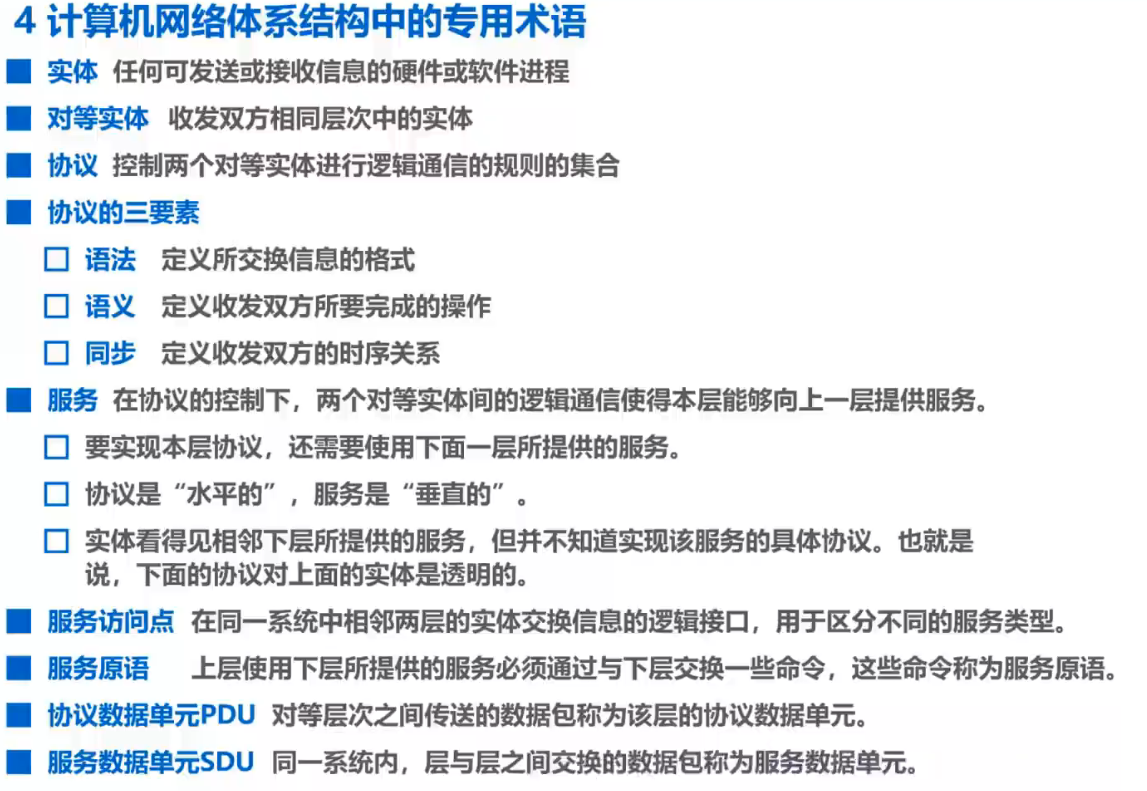 4 计算机网络体系结构中的专用术语
实体 任何可发送或接收信息的硬件或软件进程
对等实体 收发双方相同层次中的实体
协议 控制两个对等实体进行逻辑通信的规则的集合
协议的三要素
语法 定义所交换信息的格式
语义 定义收发双方所要完成的操作
同步 定义收发双方的时序关系
服务 在协议的控制下，两个对等实体间的逻辑通信使得本层能够向上一层提供服务。
要实现本层协议，还需要使用下面一层所提供的服务。
协议是“水平的”，服务是“垂直的”。
实体看得见相邻下层所提供的服务，但并不知道实现该服务的具体协议。也就是
说，下面的协议对上面的实体是透明的。
服务访问点 在同一系统中相邻两层的实体交换信息的逻辑接口，用于区分不同的服务类型。
服务原语 上层使用下层所提供的服务必须通过与下层交换一些命令，这些命令称为服务原语。
协议数据单元PDU 对等层次之间传送的数据包称为该层的协议数据单元。
服务数据单元SDU 同一系统内，层与层之间交换的数据包称为服务数据单元。